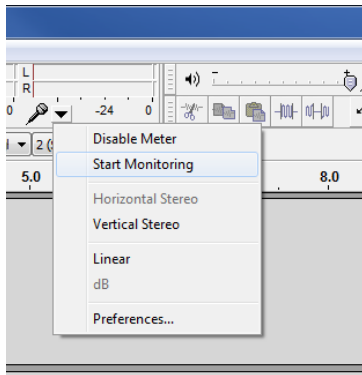 L
R
0 -24 0
2 (
5.0 8.0
Disable Meter
Start Monitoring
Horizontal Stereo
Vertical Stereo
Linear
dB
Preferences...